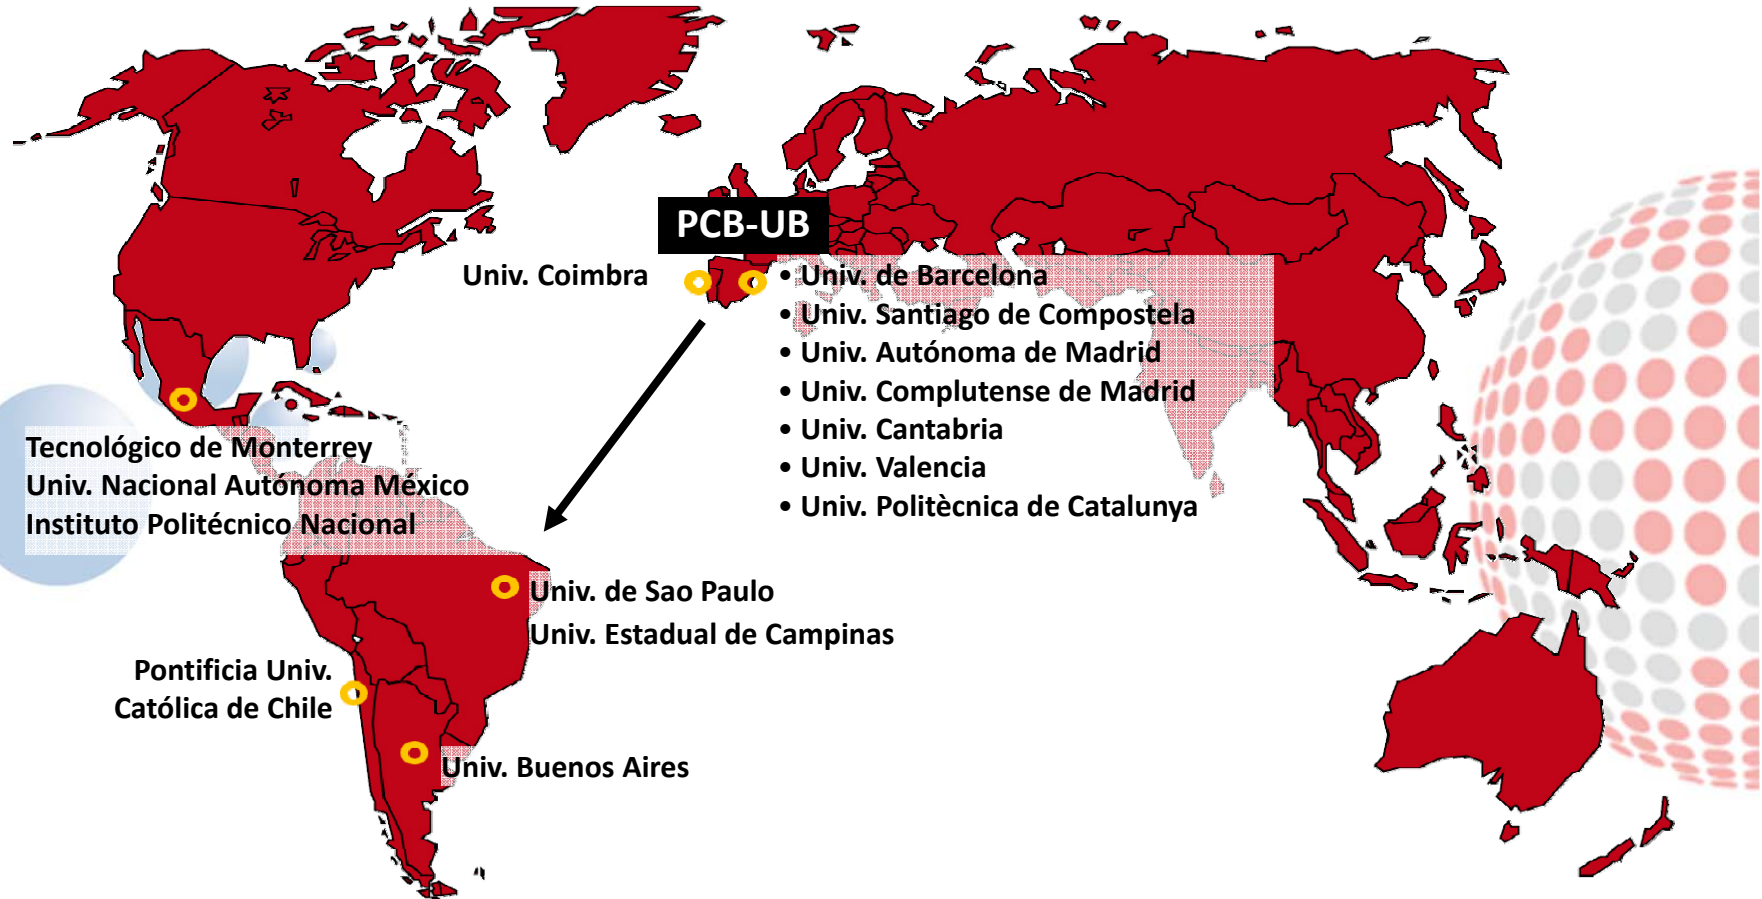 PCB-UB
Univ. Coimbra
• Univ. de Barcelona
• Univ. Santiago de Compostela
• Univ. Autónoma de Madrid
• Univ. Complutense de Madrid
• Univ. Cantabria
• Univ. Valencia
• Univ. Politècnica de Catalunya
Tecnológico de Monterrey
Univ. Nacional Autónoma México
Instituto Politécnico Nacional
Univ. de Sao Paulo
Univ. Estadual de Campinas
Pontificia Univ.
Católica de Chile
Univ. Buenos Aires